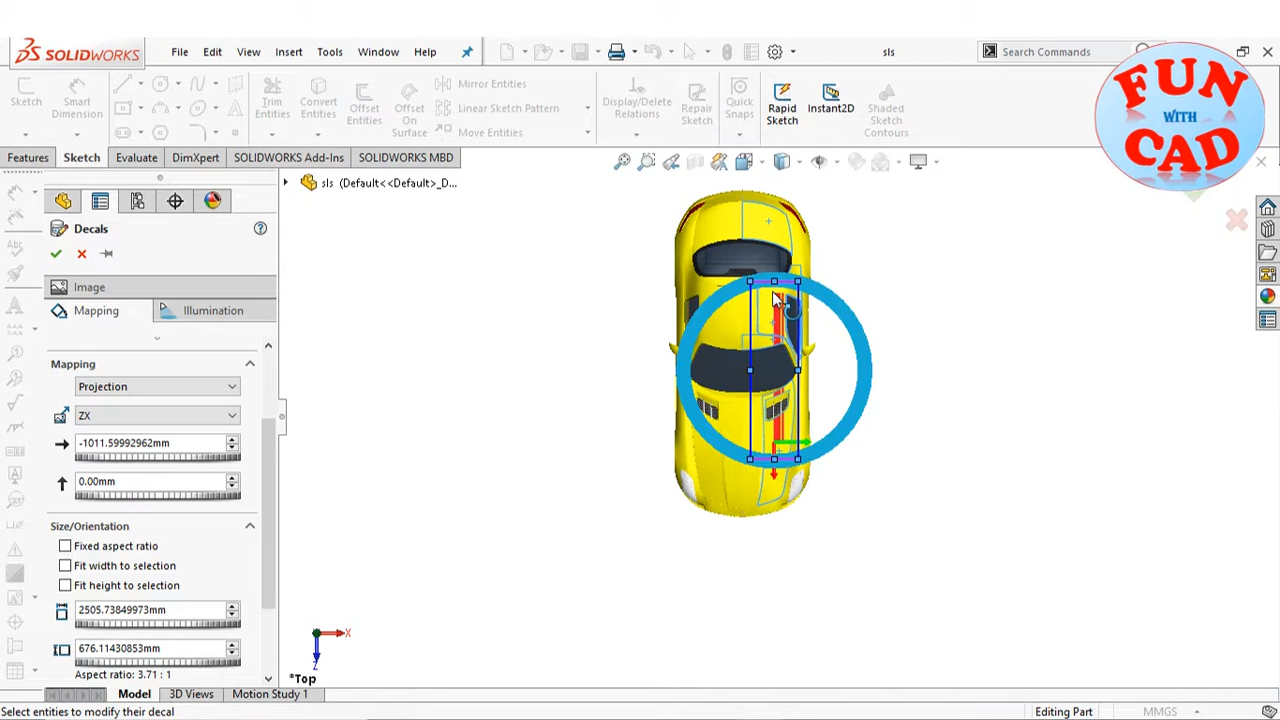 SOLIDWORKS File Edit View Insert Tools Window Help sls Search Commands
FUN WITH CAD
Sketch Smart Dimension Trim Entities Convert Entities Offset Entities Offset On Surface Mirror Entities Linear Sketch Pattern Move Entities Display/Delete Relations Repair Sketch Quick Snaps Rapid Sketch Instant2D Shaded Sketch Contours
Features Sketch Evaluate DimXpert SOLIDWORKS Add-Ins SOLIDWORKS MBD
sls (Default<<Default>_D...
Decals
Image
Mapping Illumination
Mapping
Projection
ZX
-1011.59992962mm
0.00mm
Size/Orientation
Fixed aspect ratio
Fit width to selection
Fit height to selection
2505.73849973mm
676.11430853mm
Aspect ratio: 3.71 : 1
X
Z
*Top
Model 3D Views Motion Study 1
Select entities to modify their decal Editing Part MMGS